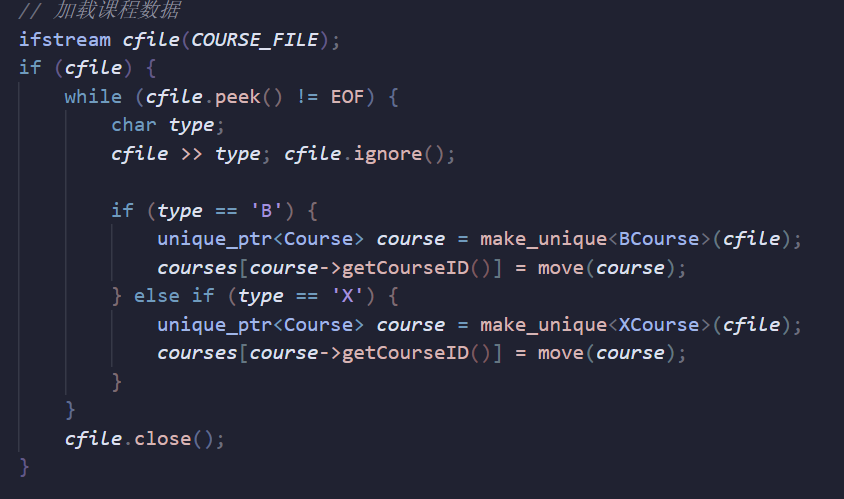 // 加载课程数据
ifstream cfile(COURSE_FILE);
if (cfile) {
while (cfile.peek() != EOF) {
char type;
cfile >> type; cfile.ignore();
if (type == 'B') {
unique_ptr<Course> course = make_unique<BCourse>(cfile);
courses[course->getCourseID()] = move(course);
} else if (type == 'X') {
unique_ptr<Course> course = make_unique<XCourse>(cfile);
courses[course->getCourseID()] = move(course);
}
}
cfile.close();
}